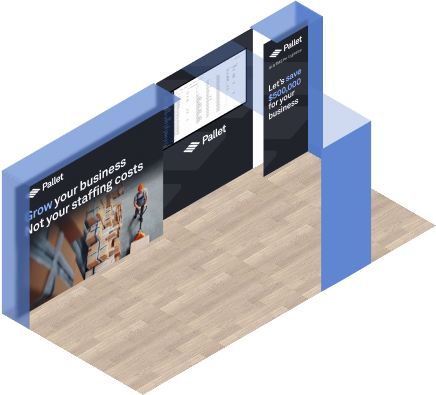 Pallet
Grow your business
Not your staffing costs
Pallet
Pallet
Let's save
$500,000
for your
business